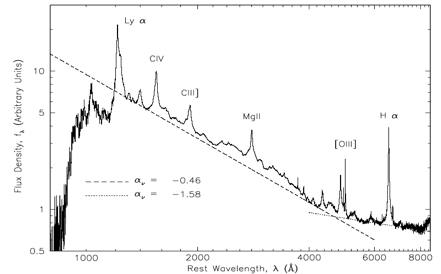 Ly α
CIV
CIII]
MgII
[OIII]
H α
10
5
1
0.5
Flux Density, f_λ (Arbitrary Units)
α_ν = −0.46
α_ν = −1.58
1000 2000 4000 6000 8000
Rest Wavelength, λ (Å)